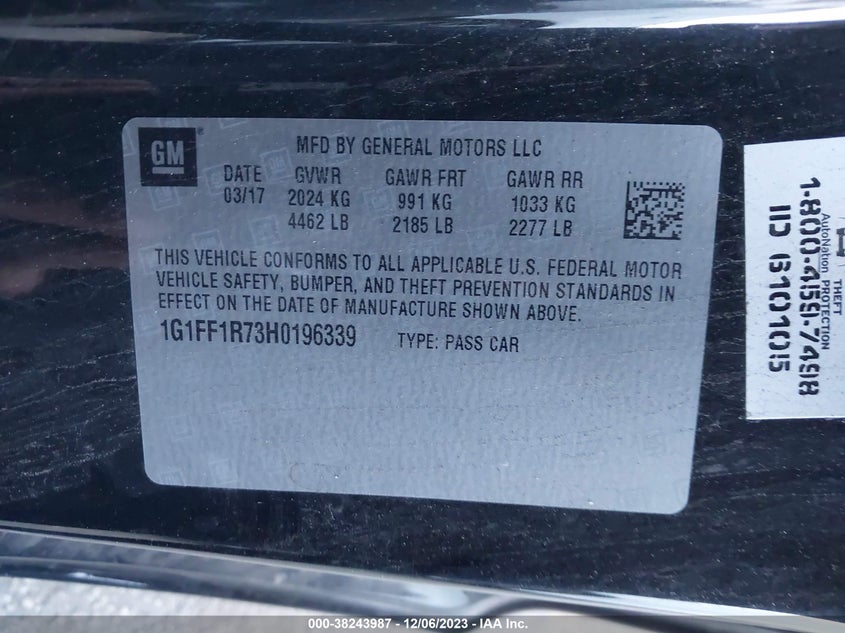 GM
MFD BY GENERAL MOTORS LLC
DATE GVWR GAWR FRT GAWR RR
03/17 2024 KG 991 KG 1033 KG
4462 LB 2185 LB 2277 LB
THIS VEHICLE CONFORMS TO ALL APPLICABLE U.S. FEDERAL MOTOR
VEHICLE SAFETY, BUMPER, AND THEFT PREVENTION STANDARDS IN
EFFECT ON THE DATE OF MANUFACTURE SHOWN ABOVE.
1G1FF1R73H0196339 TYPE: PASS CAR
THEFT
PROTECTION
AutoNation
1-800-459-7498
000-38243987 - 12/06/2023 - IAA Inc.